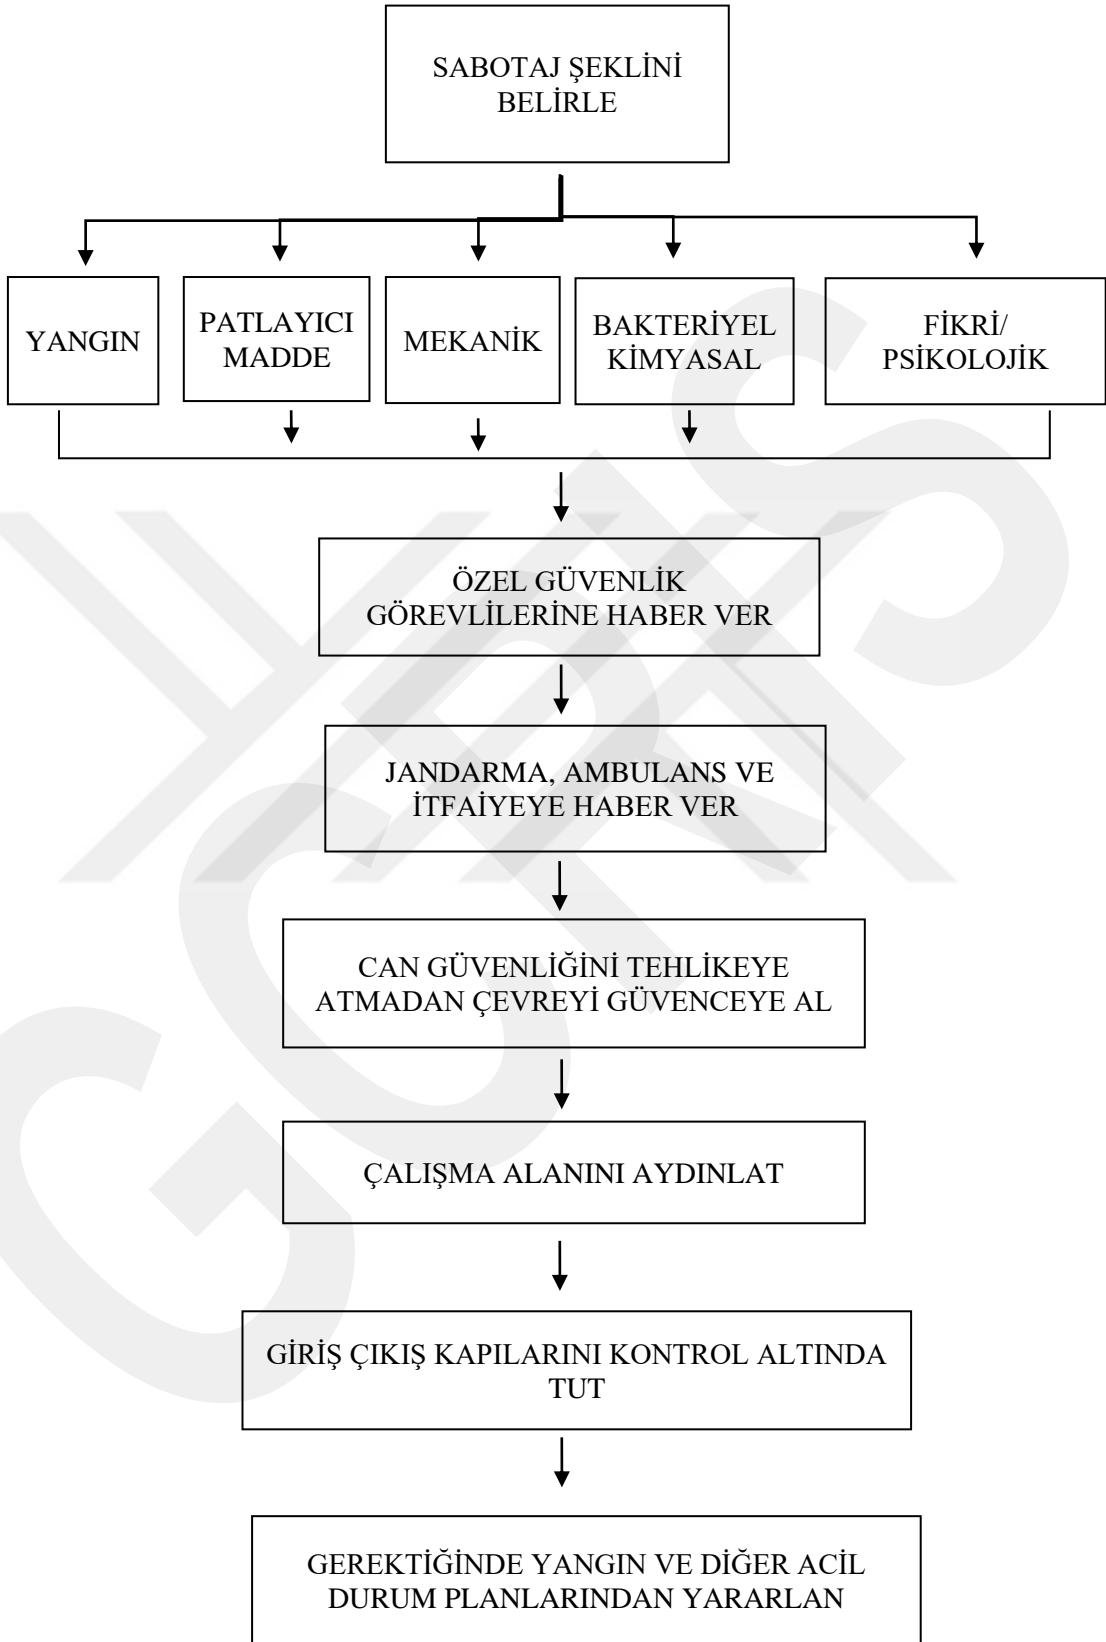 SABOTAJ ŞEKLİNİ
BELİRLE
YANGIN
PATLAYICI
MADDE
MEKANİK
BAKTERİYEL
KİMYASAL
FİKRİ/
PSİKOLOJİK
ÖZEL GÜVENLİK
GÖREVLİLERİNE HABER VER
JANDARMA, AMBULANS VE
İTFAİYEYE HABER VER
CAN GÜVENLİĞİNİ TEHLİKEYE
ATMADAN ÇEVREYİ GÜVENCEYE AL
ÇALIŞMA ALANINI AYDINLAT
GİRİŞ ÇIKIŞ KAPILARINI KONTROL ALTINDA
TUT
GEREKTİĞİNDE YANGIN VE DİĞER ACİL
DURUM PLANLARINDAN YARARLAN